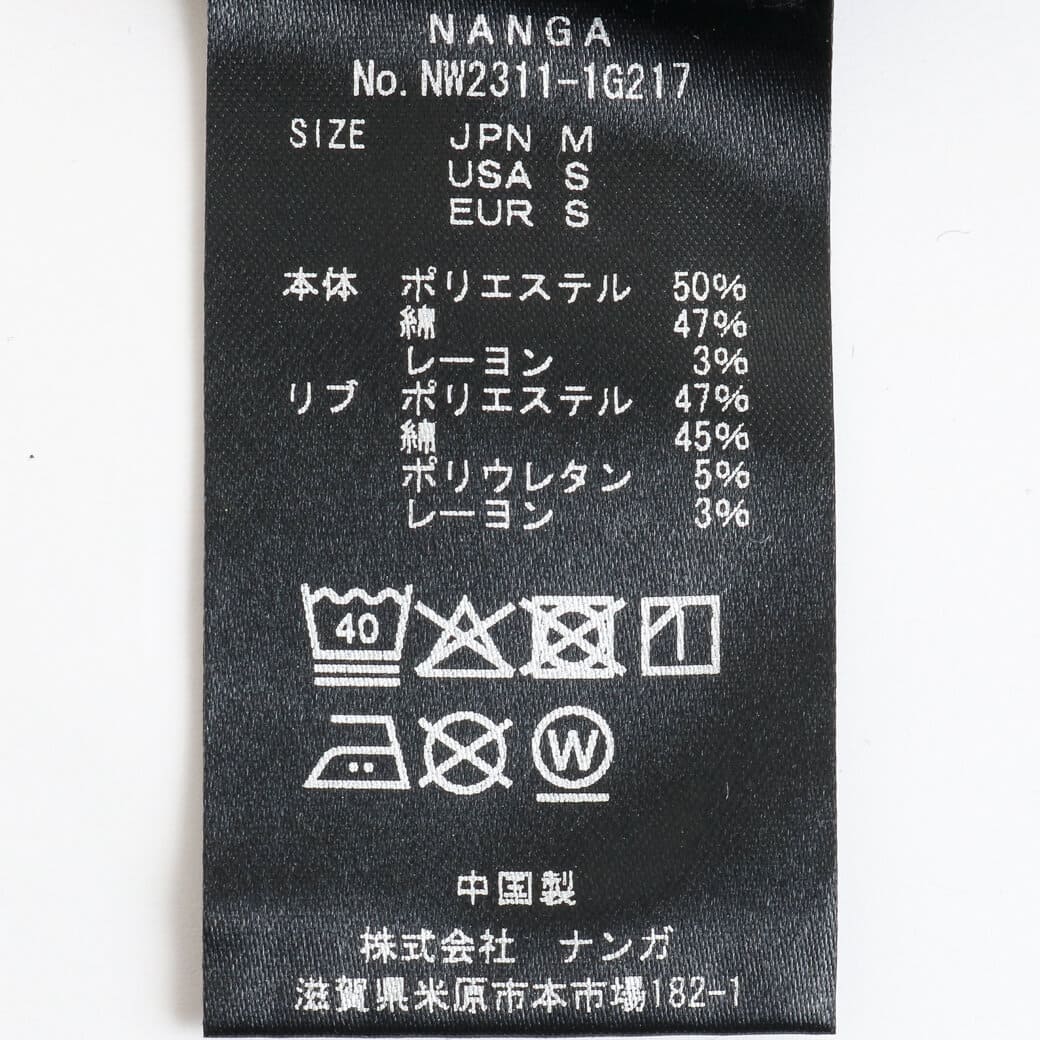 NANGA
No. NW2311-1G217
SIZE JPN M
USA S
EUR S
本体 ポリエステル 50%
綿 47%
レーヨン 3%
リブ ポリエステル 47%
綿 45%
ポリウレタン 5%
レーヨン 3%
40
W
中国製
株式会社 ナンガ
滋賀県米原市本市場182-1